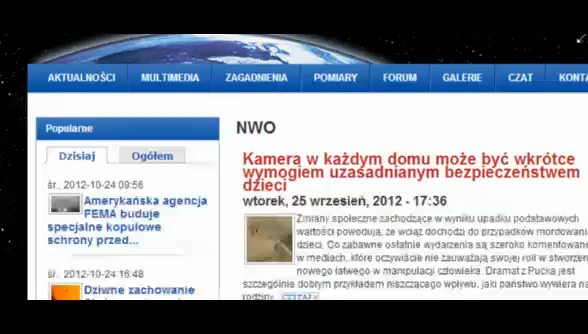 AKTUALNOŚCI MULTIMEDIA ZAGADNIENIA POMIARY FORUM GALERIE CZAT KONTA
Popularne
Dzisiaj Ogółem
śr., 2012-10-24 09:56
Amerykańska agencja
FEMA buduje
specjalne kopułowe
schrony przed...
śr., 2012-10-24 16:48
Dziwne zachowanie
NWO
Kamera w każdym domu może być wkrótce
wymogiem uzasadnianym bezpieczeństwem
dzieci
wtorek, 25 wrzesień, 2012 - 17:36
Zmiany społeczne zachodzące w wyniku upadku podstawowych
wartości powodują, że wciąż dochodzi do przypadków mordowani
dzieci. Co zabawne ostatnie wydarzenia są szeroko komentowane
w mediach, które oczywiście nie zauważają swojej roli w stworzen
nowego łatwego w manipulacji człowieka. Dramat z Pucka jest
szczególnie dobrym przykładem niszczącego wpływu, jaki państwo wywiera na
rodziny. CZYTAJ